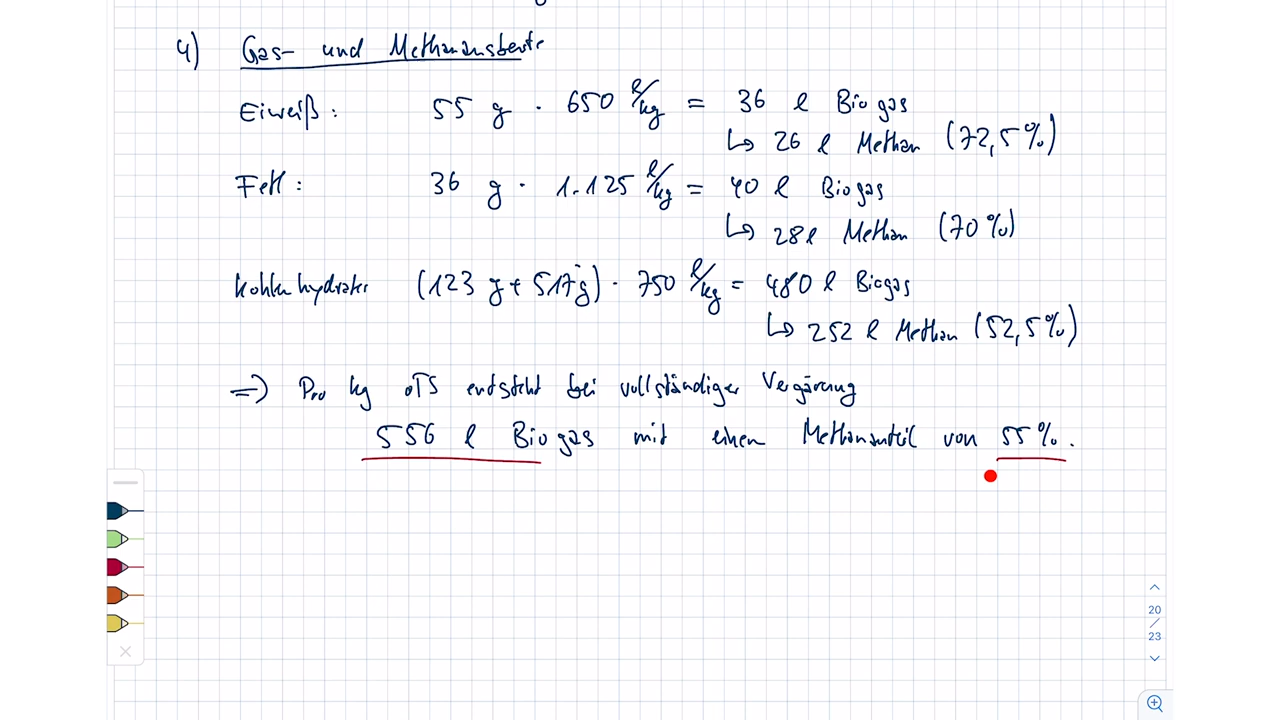 4) Gas- und Methanausbeute
Eiweiß: 55 g · 650 l/kg = 36 l Biogas
↳ 26 l Methan (72,5%)
Fett: 36 g · 1.125 l/kg = 40 l Biogas
↳ 28 l Methan (70%)
Kohlenhydrate (123 g + 517 g) · 750 l/kg = 480 l Biogas
↳ 252 l Methan (52,5%)
=> Pro kg oTS entsteht bei vollständiger Vergärung
556 l Biogas mit einen Methananteil von 55%.
20
/
23